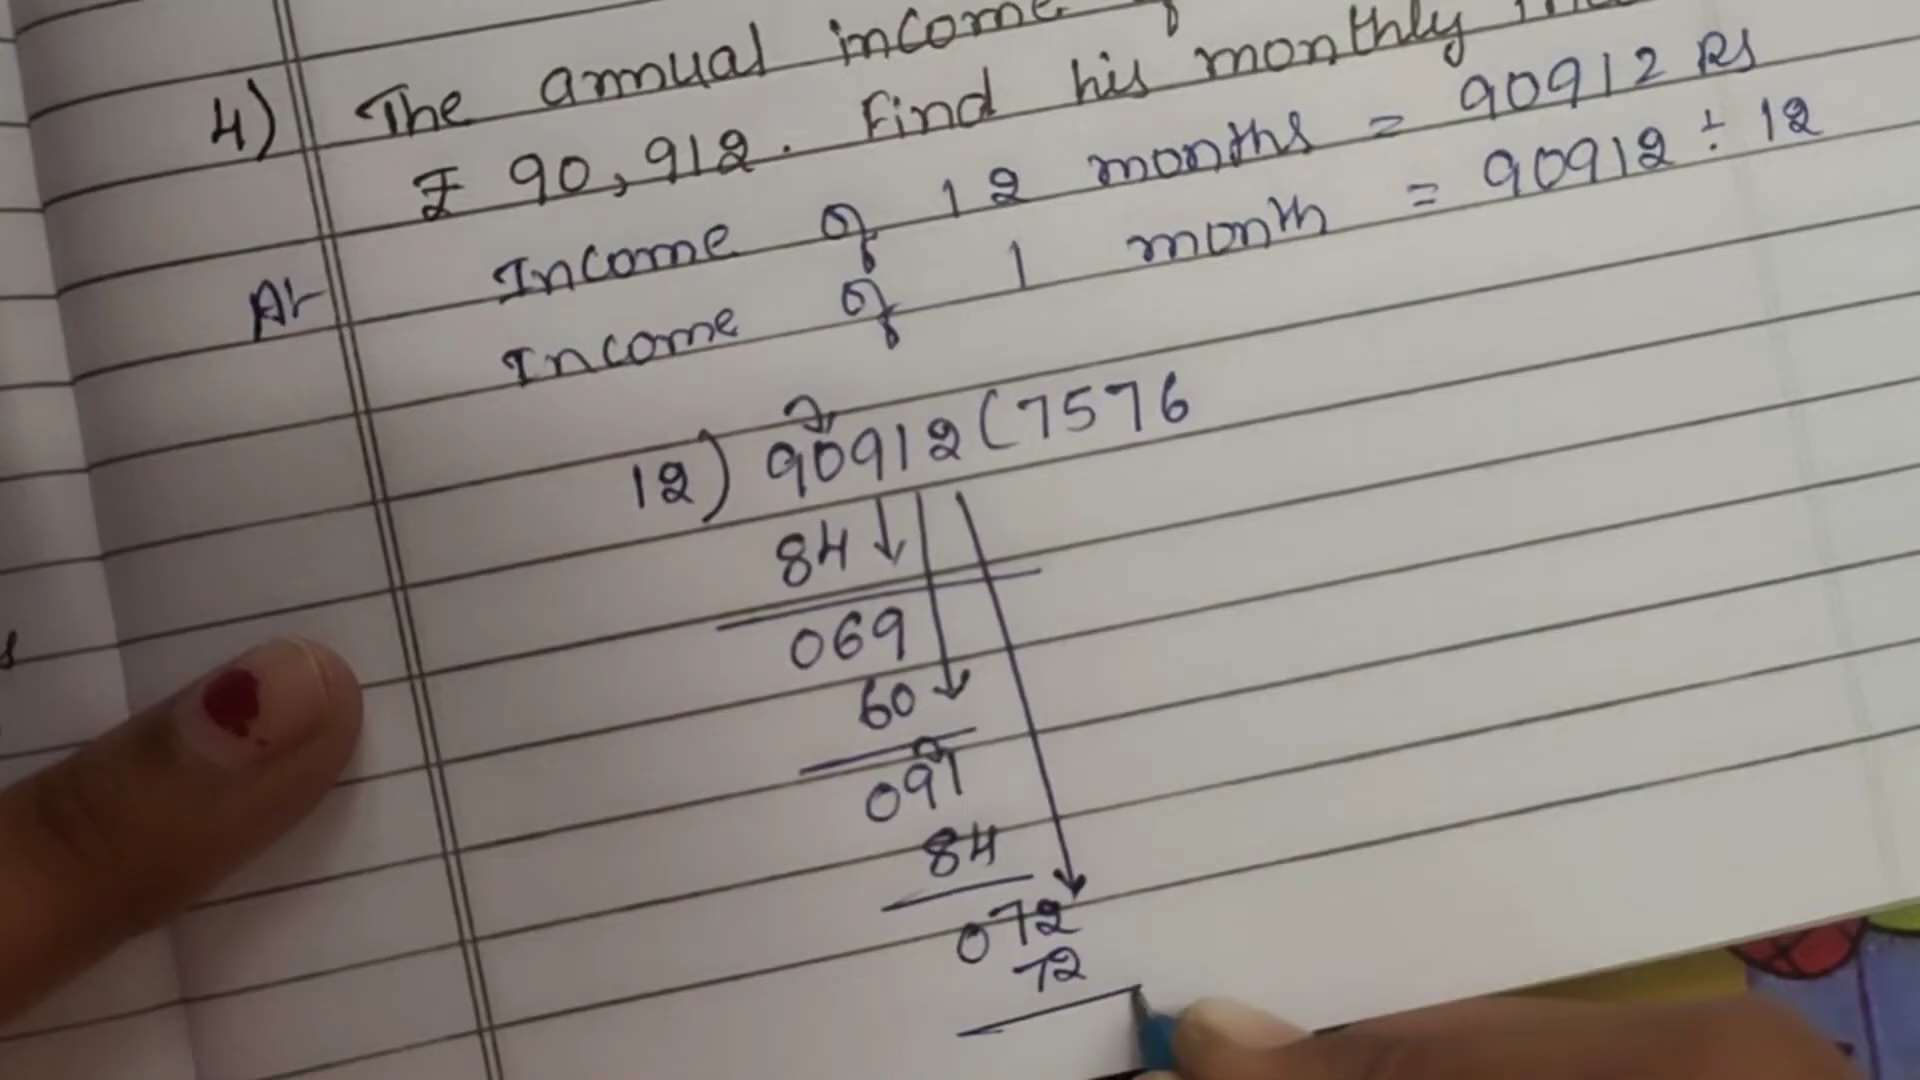 4) The annual income
₹ 90,912. Find his monthly
Ar Income of 12 months = 90912 Rs
Income of 1 month = 90912 ÷ 12
12) 90912 (7576
84
069
60
091
84
072
72